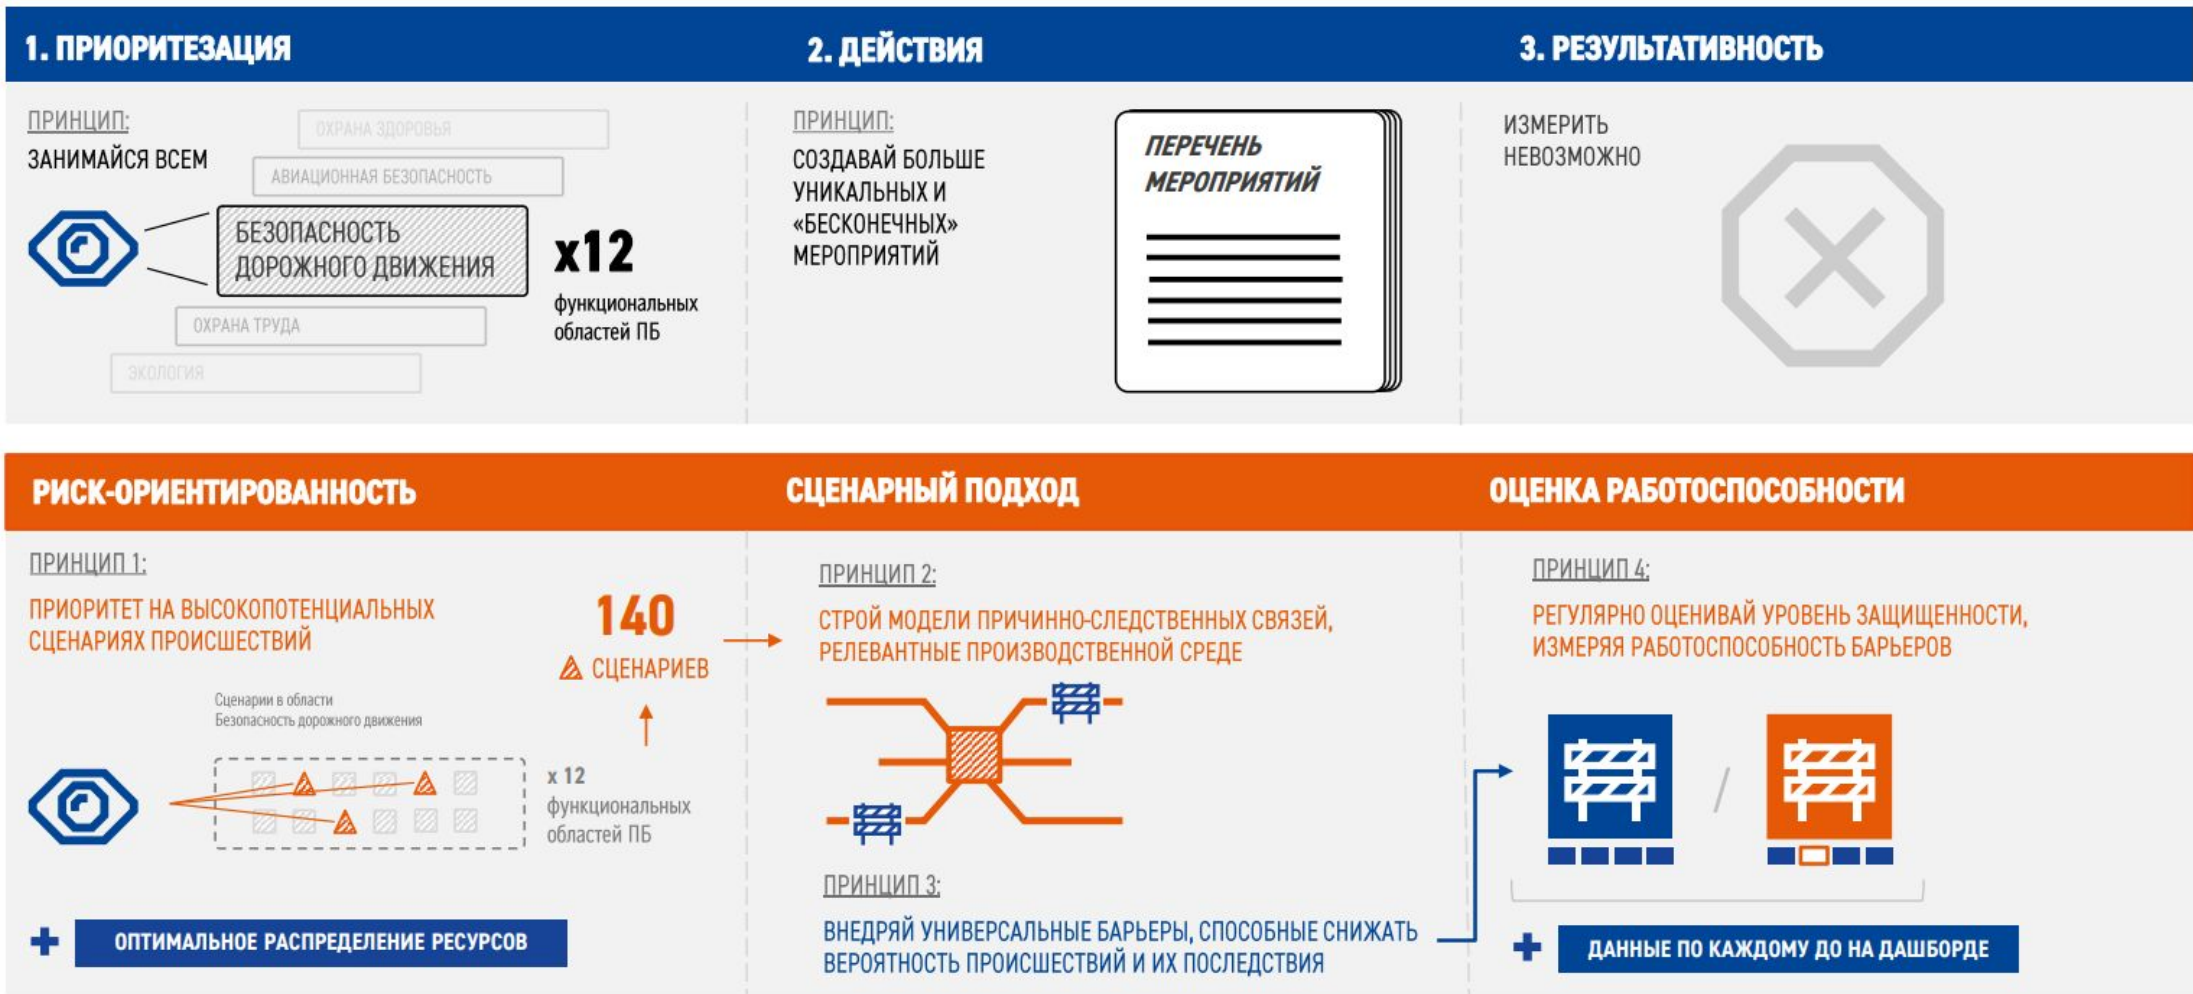 1. ПРИОРИТЕЗАЦИЯ
2. ДЕЙСТВИЯ
3. РЕЗУЛЬТАТИВНОСТЬ
ПРИНЦИП:
ЗАНИМАЙСЯ ВСЕМ
ОХРАНА ЗДОРОВЬЯ
АВИАЦИОННАЯ БЕЗОПАСНОСТЬ
БЕЗОПАСНОСТЬ
ДОРОЖНОГО ДВИЖЕНИЯ
ОХРАНА ТРУДА
ЭКОЛОГИЯ
x12
функциональных
областей ПБ
ПРИНЦИП:
СОЗДАВАЙ БОЛЬШЕ
УНИКАЛЬНЫХ И
«БЕСКОНЕЧНЫХ»
МЕРОПРИЯТИЙ
ПЕРЕЧЕНЬ
МЕРОПРИЯТИЙ
ИЗМЕРИТЬ
НЕВОЗМОЖНО
РИСК-ОРИЕНТИРОВАННОСТЬ
СЦЕНАРНЫЙ ПОДХОД
ОЦЕНКА РАБОТОСПОСОБНОСТИ
ПРИНЦИП 1:
ПРИОРИТЕТ НА ВЫСОКОПОТЕНЦИАЛЬНЫХ
СЦЕНАРИЯХ ПРОИСШЕСТВИЙ
140
СЦЕНАРИЕВ
Сценарии в области
Безопасность дорожного движения
x 12
функциональных
областей ПБ
+ ОПТИМАЛЬНОЕ РАСПРЕДЕЛЕНИЕ РЕСУРСОВ
ПРИНЦИП 2:
СТРОЙ МОДЕЛИ ПРИЧИННО-СЛЕДСТВЕННЫХ СВЯЗЕЙ,
РЕЛЕВАНТНЫЕ ПРОИЗВОДСТВЕННОЙ СРЕДЕ
ПРИНЦИП 3:
ВНЕДРЯЙ УНИВЕРСАЛЬНЫЕ БАРЬЕРЫ, СПОСОБНЫЕ СНИЖАТЬ
ВЕРОЯТНОСТЬ ПРОИСШЕСТВИЙ И ИХ ПОСЛЕДСТВИЯ
ПРИНЦИП 4:
РЕГУЛЯРНО ОЦЕНИВАЙ УРОВЕНЬ ЗАЩИЩЕННОСТИ,
ИЗМЕРЯЯ РАБОТОСПОСОБНОСТЬ БАРЬЕРОВ
/
+ ДАННЫЕ ПО КАЖДОМУ ДО НА ДАШБОРДЕ